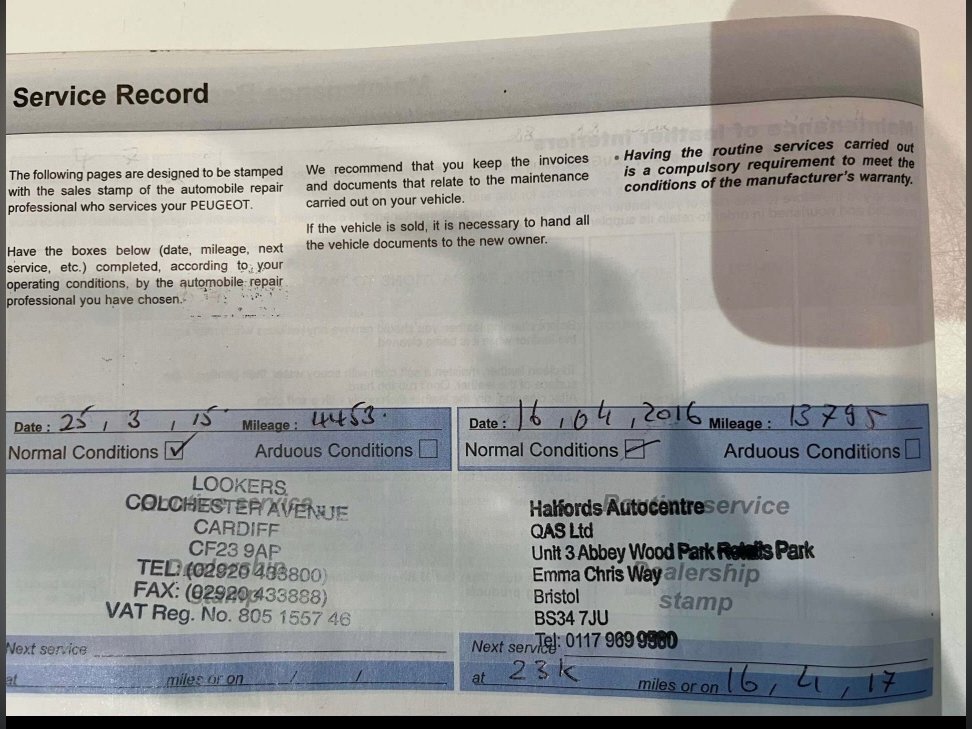 Service Record
The following pages are designed to be stamped
with the sales stamp of the automobile repair
professional who services your PEUGEOT.
Have the boxes below (date, mileage, next
service, etc.) completed, according to your
operating conditions, by the automobile repair
professional you have chosen.
We recommend that you keep the invoices
and documents that relate to the maintenance
carried out on your vehicle.
If the vehicle is sold, it is necessary to hand all
the vehicle documents to the new owner.
• Having the routine services carried out
is a compulsory requirement to meet the
conditions of the manufacturer's warranty.
Date : 25 / 3 / 15 Mileage : 4453
Normal Conditions Arduous Conditions
Routine service
LOOKERS
COLCHESTER AVENUE
CARDIFF
CF23 9AP
TEL: (02920 433800)
FAX: (02920 433888)
VAT Reg. No. 805 1557 46
Dealership
stamp
Next service
at miles or on / /
Date : 16 / 04 / 2016 Mileage : 13795
Normal Conditions Arduous Conditions
Routine service
Halfords Autocentre
QAS Ltd
Unit 3 Abbey Wood Park Park
Emma Chris Way
Bristol
BS34 7JU
Tel: 0117 969
Dealership
stamp
Next service
at 23K miles or on 16 / 4 / 17